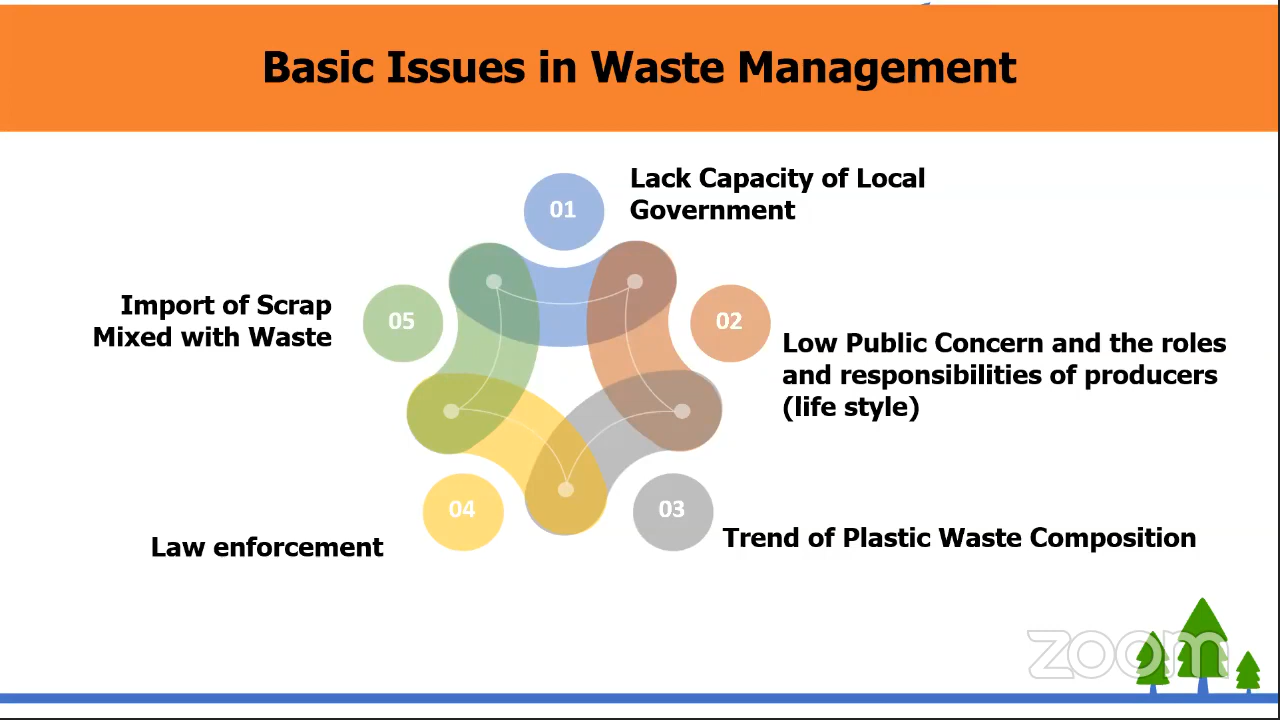 Basic Issues in Waste Management
01
Lack Capacity of Local
Government
02
Low Public Concern and the roles
and responsibilities of producers
(life style)
03
Trend of Plastic Waste Composition
04
Law enforcement
05
Import of Scrap
Mixed with Waste
zoom